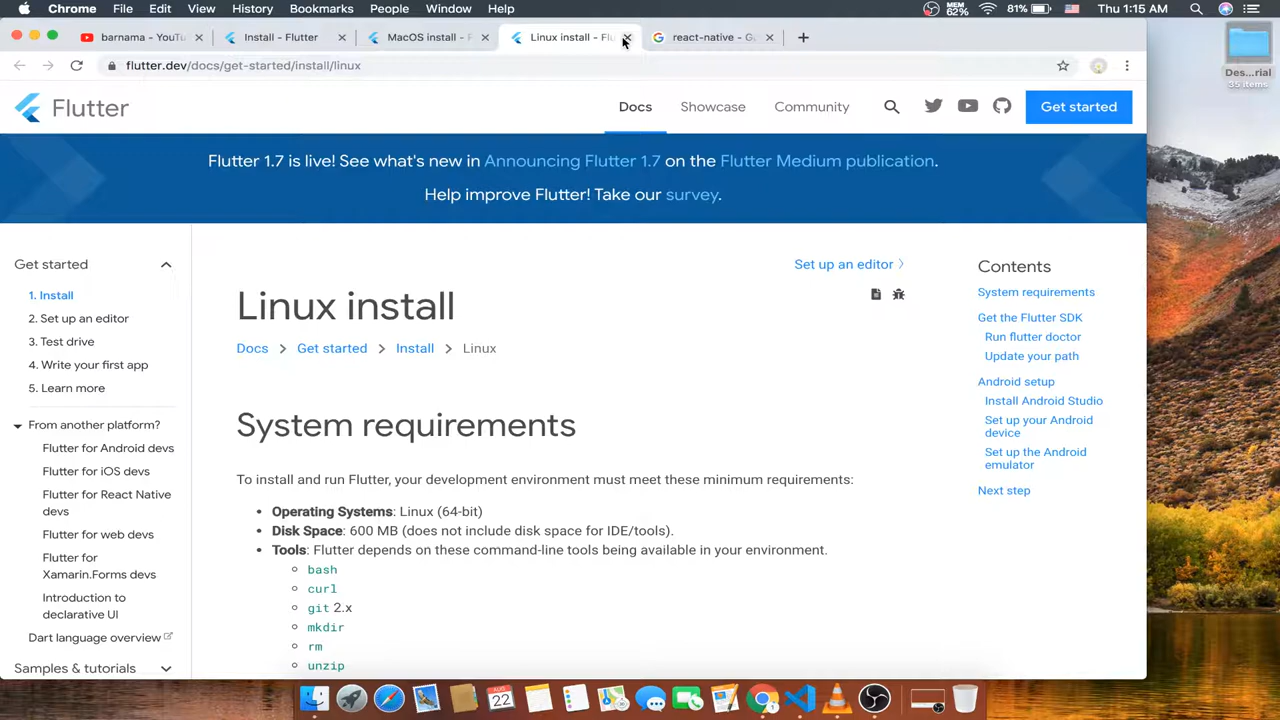 Chrome File Edit View History Bookmarks People Window Help MEM 62% 81% Thu 1:15 AM
barnama - YouTu Install - Flutter MacOS install - F Linux install - Flu react-native - G
flutter.dev/docs/get-started/install/linux
Des...rial
35 items
Flutter Docs Showcase Community Get started
Flutter 1.7 is live! See what's new in Announcing Flutter 1.7 on the Flutter Medium publication.
Help improve Flutter! Take our survey.
Get started
1. Install
2. Set up an editor
3. Test drive
4. Write your first app
5. Learn more
From another platform?
Flutter for Android devs
Flutter for iOS devs
Flutter for React Native
devs
Flutter for web devs
Flutter for
Xamarin.Forms devs
Introduction to
declarative UI
Dart language overview
Samples & tutorials
Set up an editor
Linux install
Docs Get started Install Linux
System requirements
To install and run Flutter, your development environment must meet these minimum requirements:
• Operating Systems: Linux (64-bit)
• Disk Space: 600 MB (does not include disk space for IDE/tools).
• Tools: Flutter depends on these command-line tools being available in your environment.
bash
curl
git 2.x
mkdir
rm
unzip
Contents
System requirements
Get the Flutter SDK
Run flutter doctor
Update your path
Android setup
Install Android Studio
Set up your Android
device
Set up the Android
emulator
Next step
AUG
22